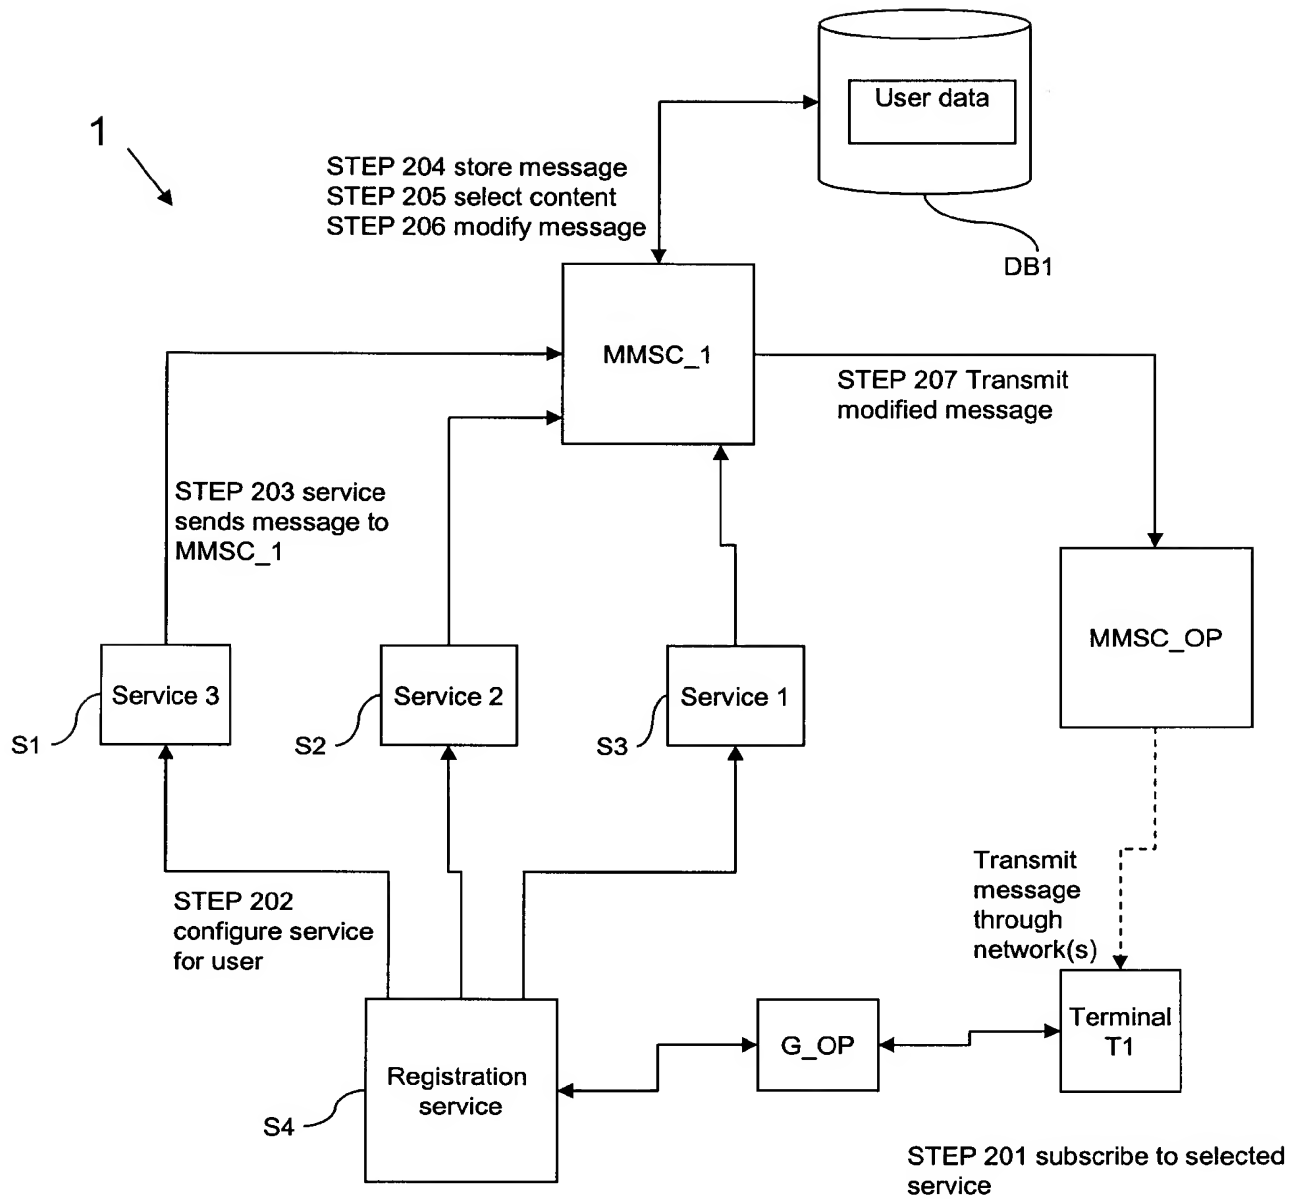 User data
1
STEP 204 store message
STEP 205 select content
STEP 206 modify message
DB1
MMSC_1
STEP 207 Transmit
modified message
STEP 203 service
sends message to
MMSC_1
MMSC_OP
Service 3
Service 2
Service 1
S1
S2
S3
Transmit
message
through
network(s)
STEP 202
configure service
for user
Terminal
T1
G_OP
Registration
service
S4
STEP 201 subscribe to selected
service